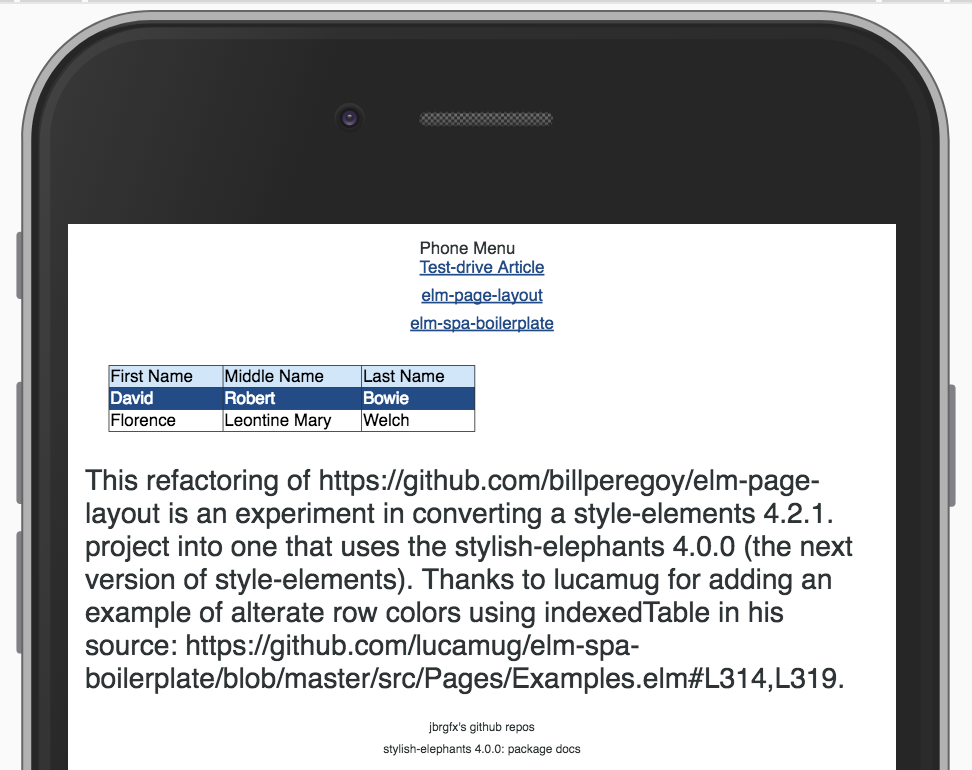 Phone Menu
Test-drive Article
elm-page-layout
elm-spa-boilerplate
First Name Middle Name Last Name
David Robert Bowie
Florence Leontine Mary Welch
This refactoring of https://github.com/billperegoy/elm-page-
layout is an experiment in converting a style-elements 4.2.1.
project into one that uses the stylish-elephants 4.0.0 (the next
version of style-elements). Thanks to lucamug for adding an
example of alterate row colors using indexedTable in his
source: https://github.com/lucamug/elm-spa-
boilerplate/blob/master/src/Pages/Examples.elm#L314,L319.
jbrgfx's github repos
stylish-elephants 4.0.0: package docs